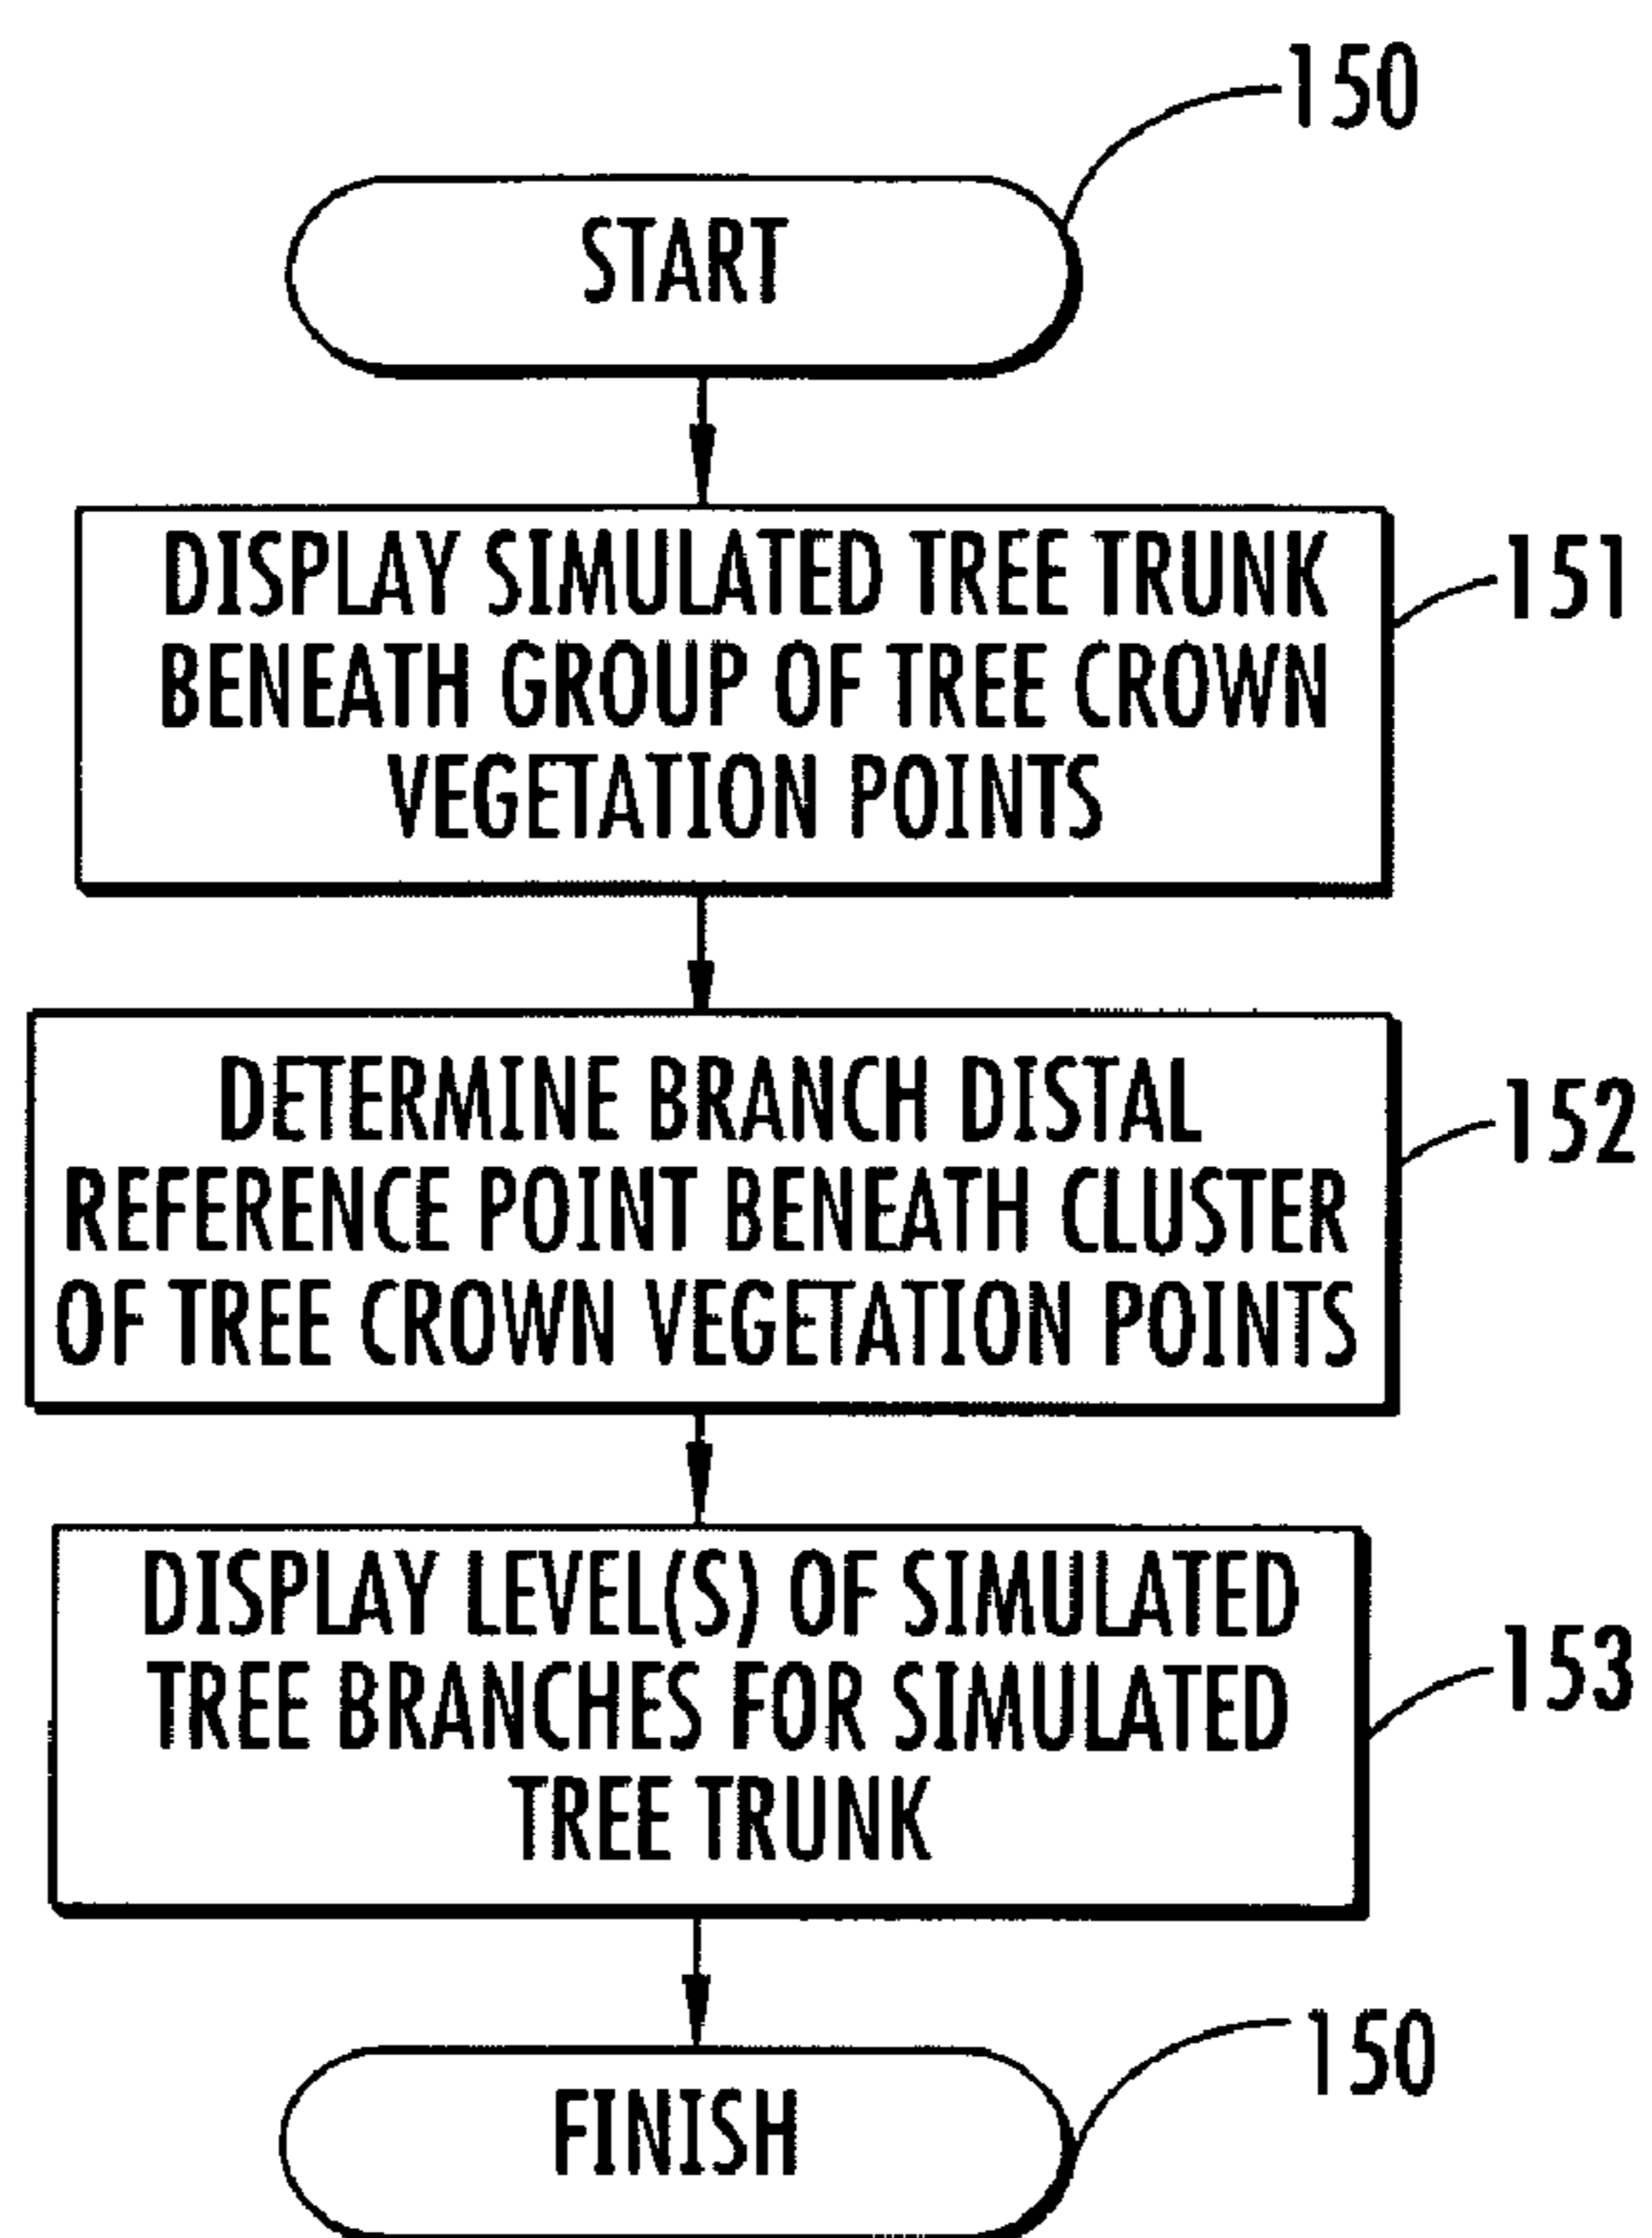 150
START
DISPLAY SIMULATED TREE TRUNK
BENEATH GROUP OF TREE CROWN
VEGETATION POINTS
151
DETERMINE BRANCH DISTAL
REFERENCE POINT BENEATH CLUSTER
OF TREE CROWN VEGETATION POINTS
152
DISPLAY LEVEL(S) OF SIMULATED
TREE BRANCHES FOR SIMULATED
TREE TRUNK
153
150
FINISH